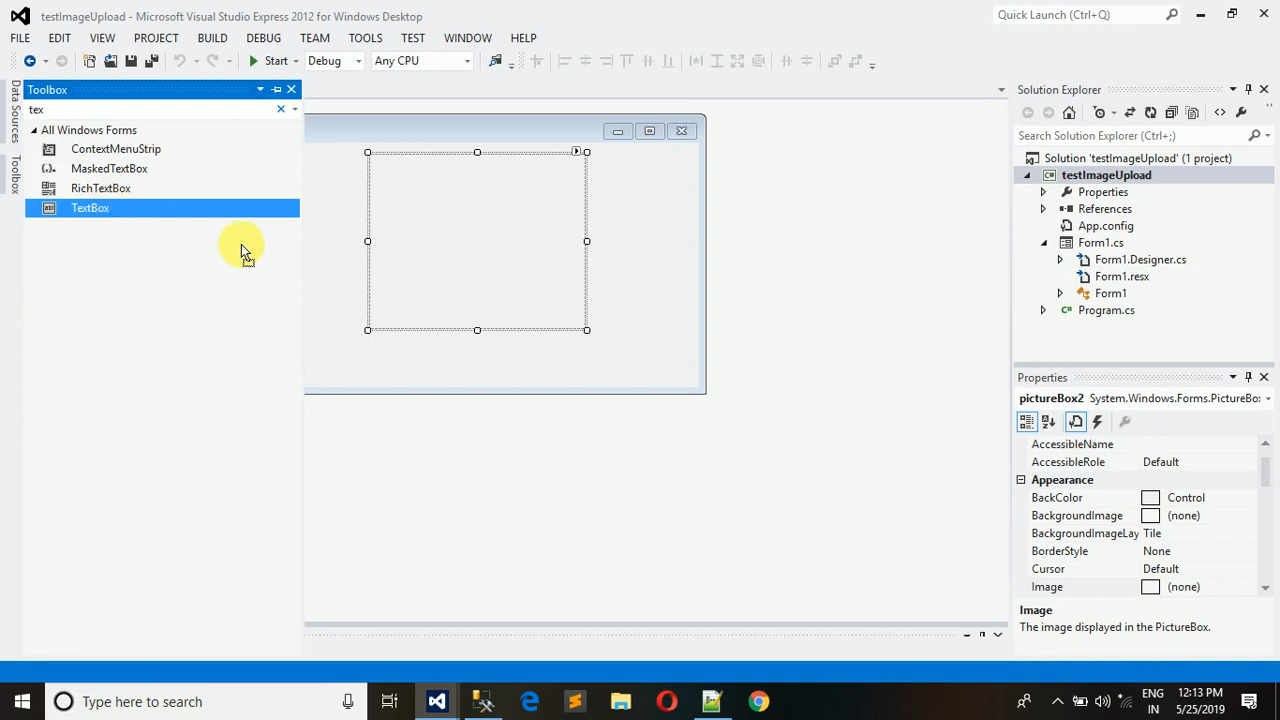 testImageUpload - Microsoft Visual Studio Express 2012 for Windows Desktop
Quick Launch (Ctrl+Q)
FILE EDIT VIEW PROJECT BUILD DEBUG TEAM TOOLS TEST WINDOW HELP
Start Debug Any CPU
Data Sources
Toolbox
Toolbox
tex
All Windows Forms
ContextMenuStrip
MaskedTextBox
RichTextBox
TextBox
Solution Explorer
Search Solution Explorer (Ctrl+;)
Solution 'testImageUpload' (1 project)
testImageUpload
Properties
References
App.config
Form1.cs
Form1.Designer.cs
Form1.resx
Form1
Program.cs
Properties
pictureBox2 System.Windows.Forms.PictureBo
AccessibleName
AccessibleRole Default
Appearance
BackColor Control
BackgroundImage (none)
BackgroundImageLay Tile
BorderStyle None
Cursor Default
Image (none)
Image
The image displayed in the PictureBox.
Type here to search
ENG
IN
12:13 PM
5/25/2019